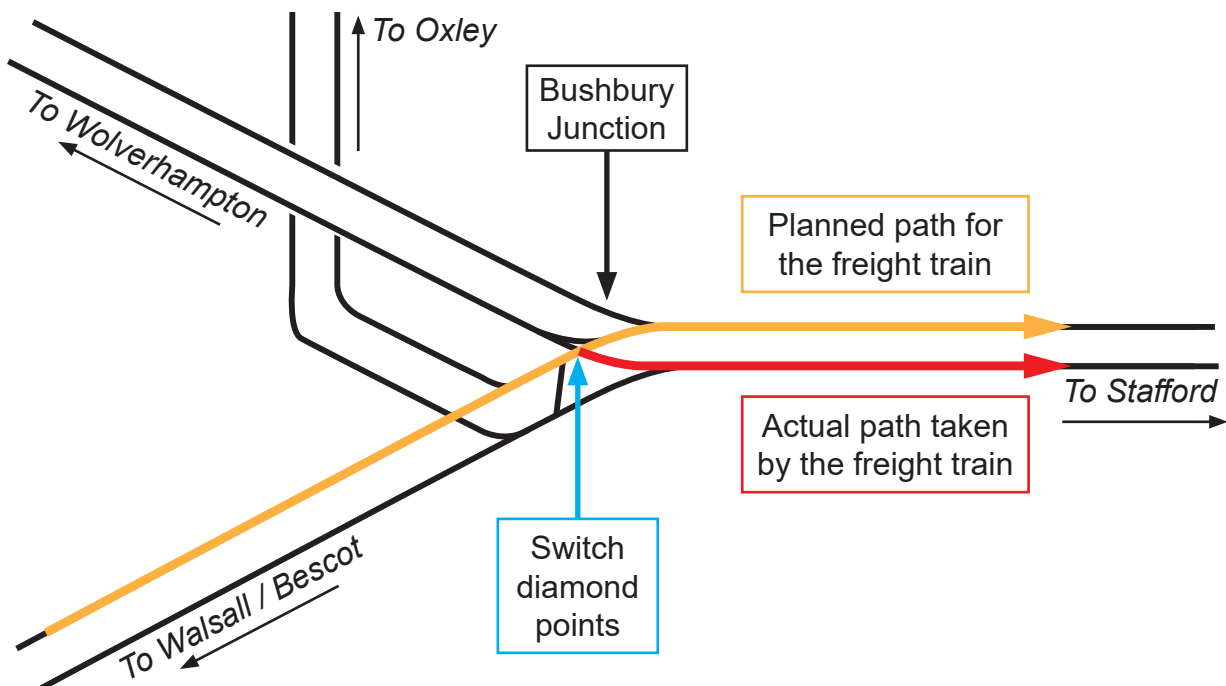 To Oxley
To Wolverhampton
Bushbury
Junction
Planned path for
the freight train
To Stafford
Actual path taken
by the freight train
Switch
diamond
points
To Walsall / Bescot